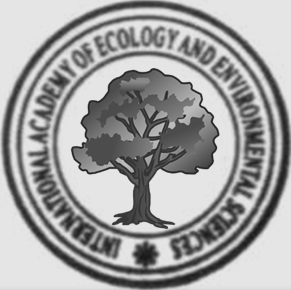 INTERNATIONAL ACADEMY OF ECOLOGY AND ENVIRONMENTAL SCIENCES